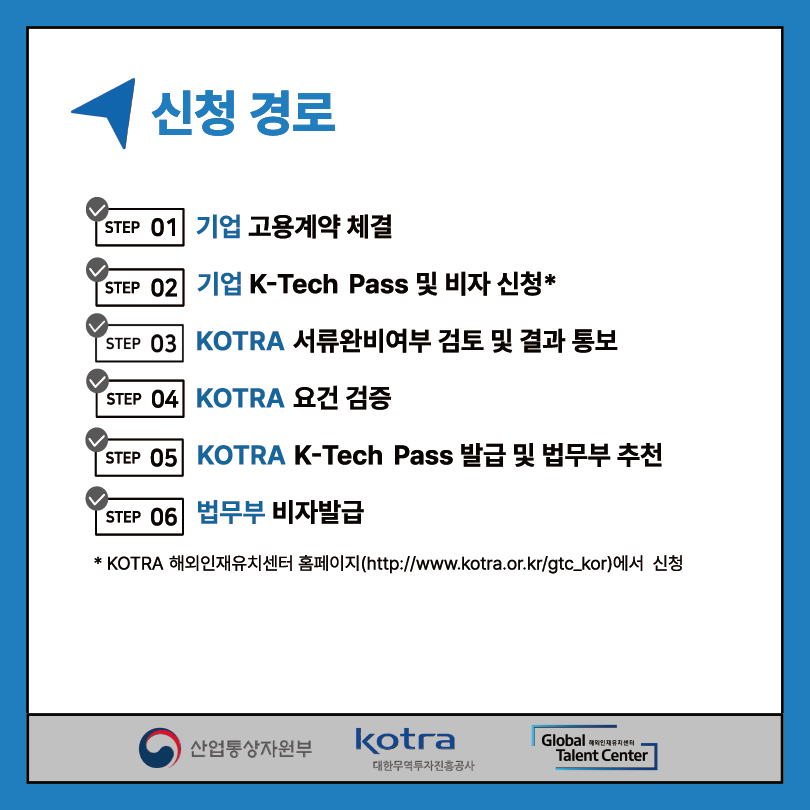 신청 경로
STEP 01 기업 고용계약 체결
STEP 02 기업 K-Tech Pass 및 비자 신청*
STEP 03 KOTRA 서류완비여부 검토 및 결과 통보
STEP 04 KOTRA 요건 검증
STEP 05 KOTRA K-Tech Pass 발급 및 법무부 추천
STEP 06 법무부 비자발급
* KOTRA 해외인재유치센터 홈페이지(http://www.kotra.or.kr/gtc_kor)에서 신청
산업통상자원부
kotra
대한무역투자진흥공사
Global 해외인재유치센터
Talent Center